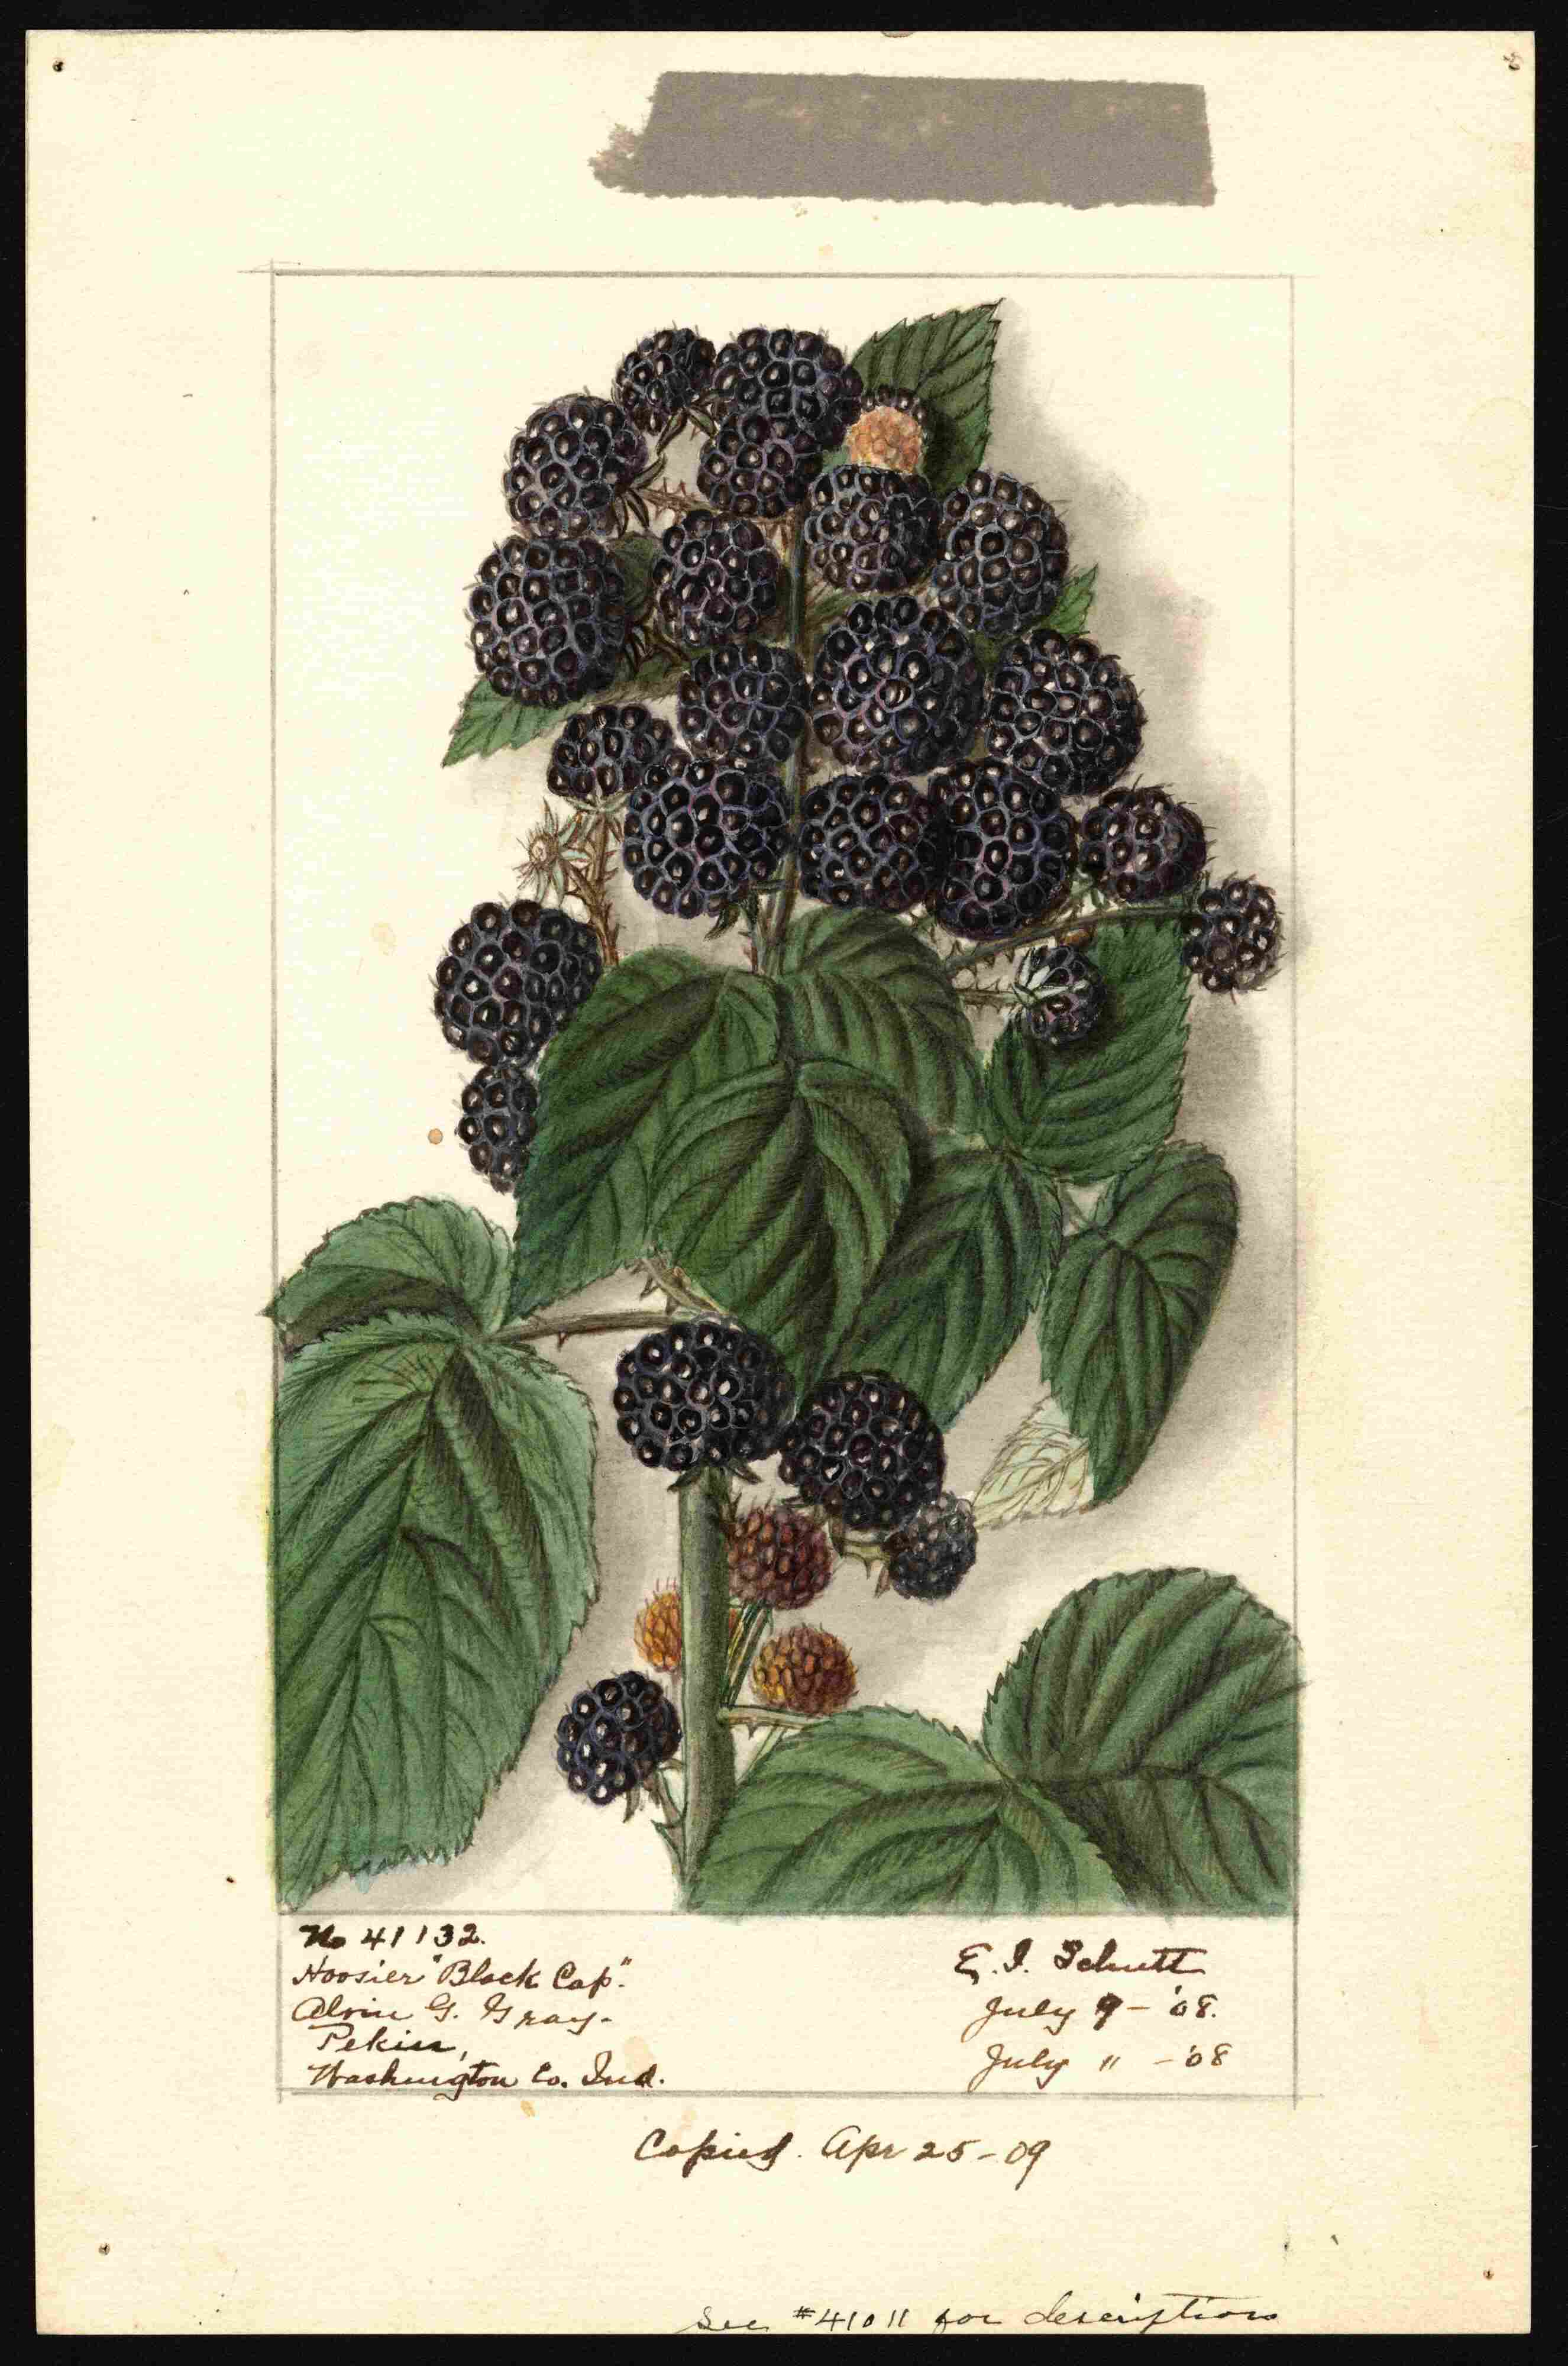 No 41132.
Hoosier "Black Cap".
Alvin G. Gray.
Pekin,
Washington Co. Ind.
E. I. Schutt
July 9 - '08.
July 11 - '08
Copied. Apr 25 - 09
See #41011 for description